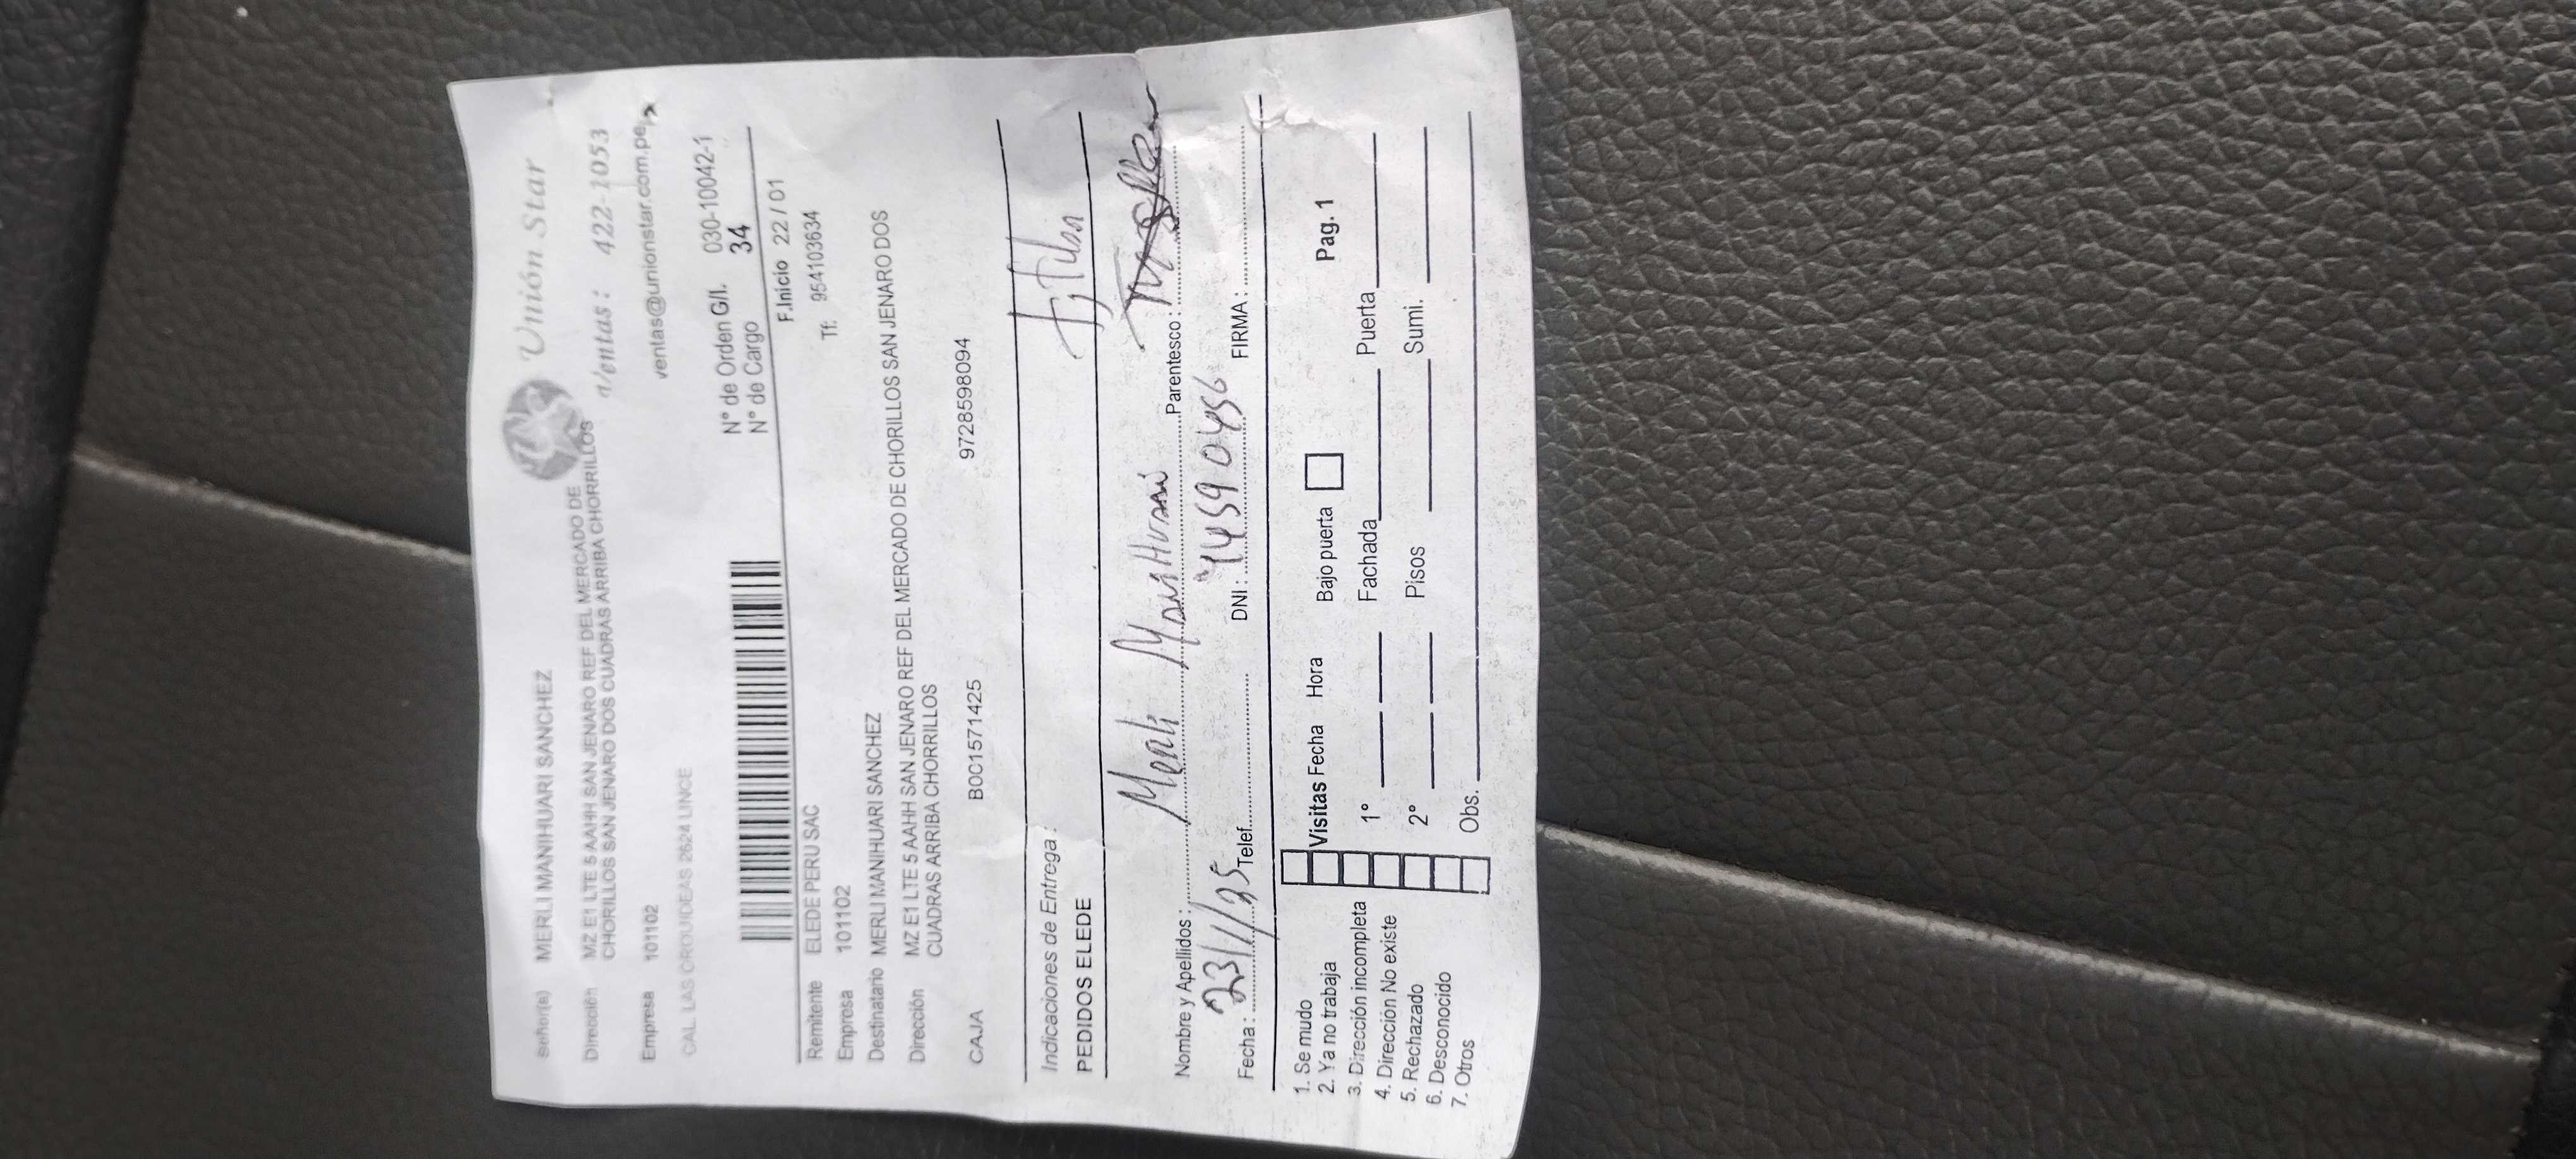 Unión Star
Ventas: 422-1053
ventas@unionstar.com.pe
Señor(a) MERLI MANIHUARI SANCHEZ
Dirección MZ E1 LTE 5 AAHH SAN JENARO REF DEL MERCADO DE
CHORILLOS SAN JENARO DOS CUADRAS ARRIBA CHORRILLOS
Empresa 101102
CAL. LAS ORQUIDEAS 2624 LINCE
N° de Orden G/I. 030-10042-1
N° de Cargo 34
F.Inicio 22 / 01
Remitente ELEDE PERU SAC Tf: 954103634
Empresa 101102
Destinatario MERLI MANIHUARI SANCHEZ
Dirección MZ E1 LTE 5 AAHH SAN JENARO REF DEL MERCADO DE CHORILLOS SAN JENARO DOS
CUADRAS ARRIBA CHORRILLOS
CAJA B0C1571425 9728598094
Indicaciones de Entrega :
PEDIDOS ELEDE
Nombre y Apellidos : Merli Manihuari Parentesco :
Fecha : 23/1/25 Telef. DNI : 44590456 FIRMA :
1. Se mudo
2. Ya no trabaja
3. Dirección incompleta
4. Dirección No existe
5. Rechazado
6. Desconocido
7. Otros
Visitas Fecha Hora Bajo puerta Pag. 1
1° Fachada Puerta
2° Pisos Sumi.
Obs.